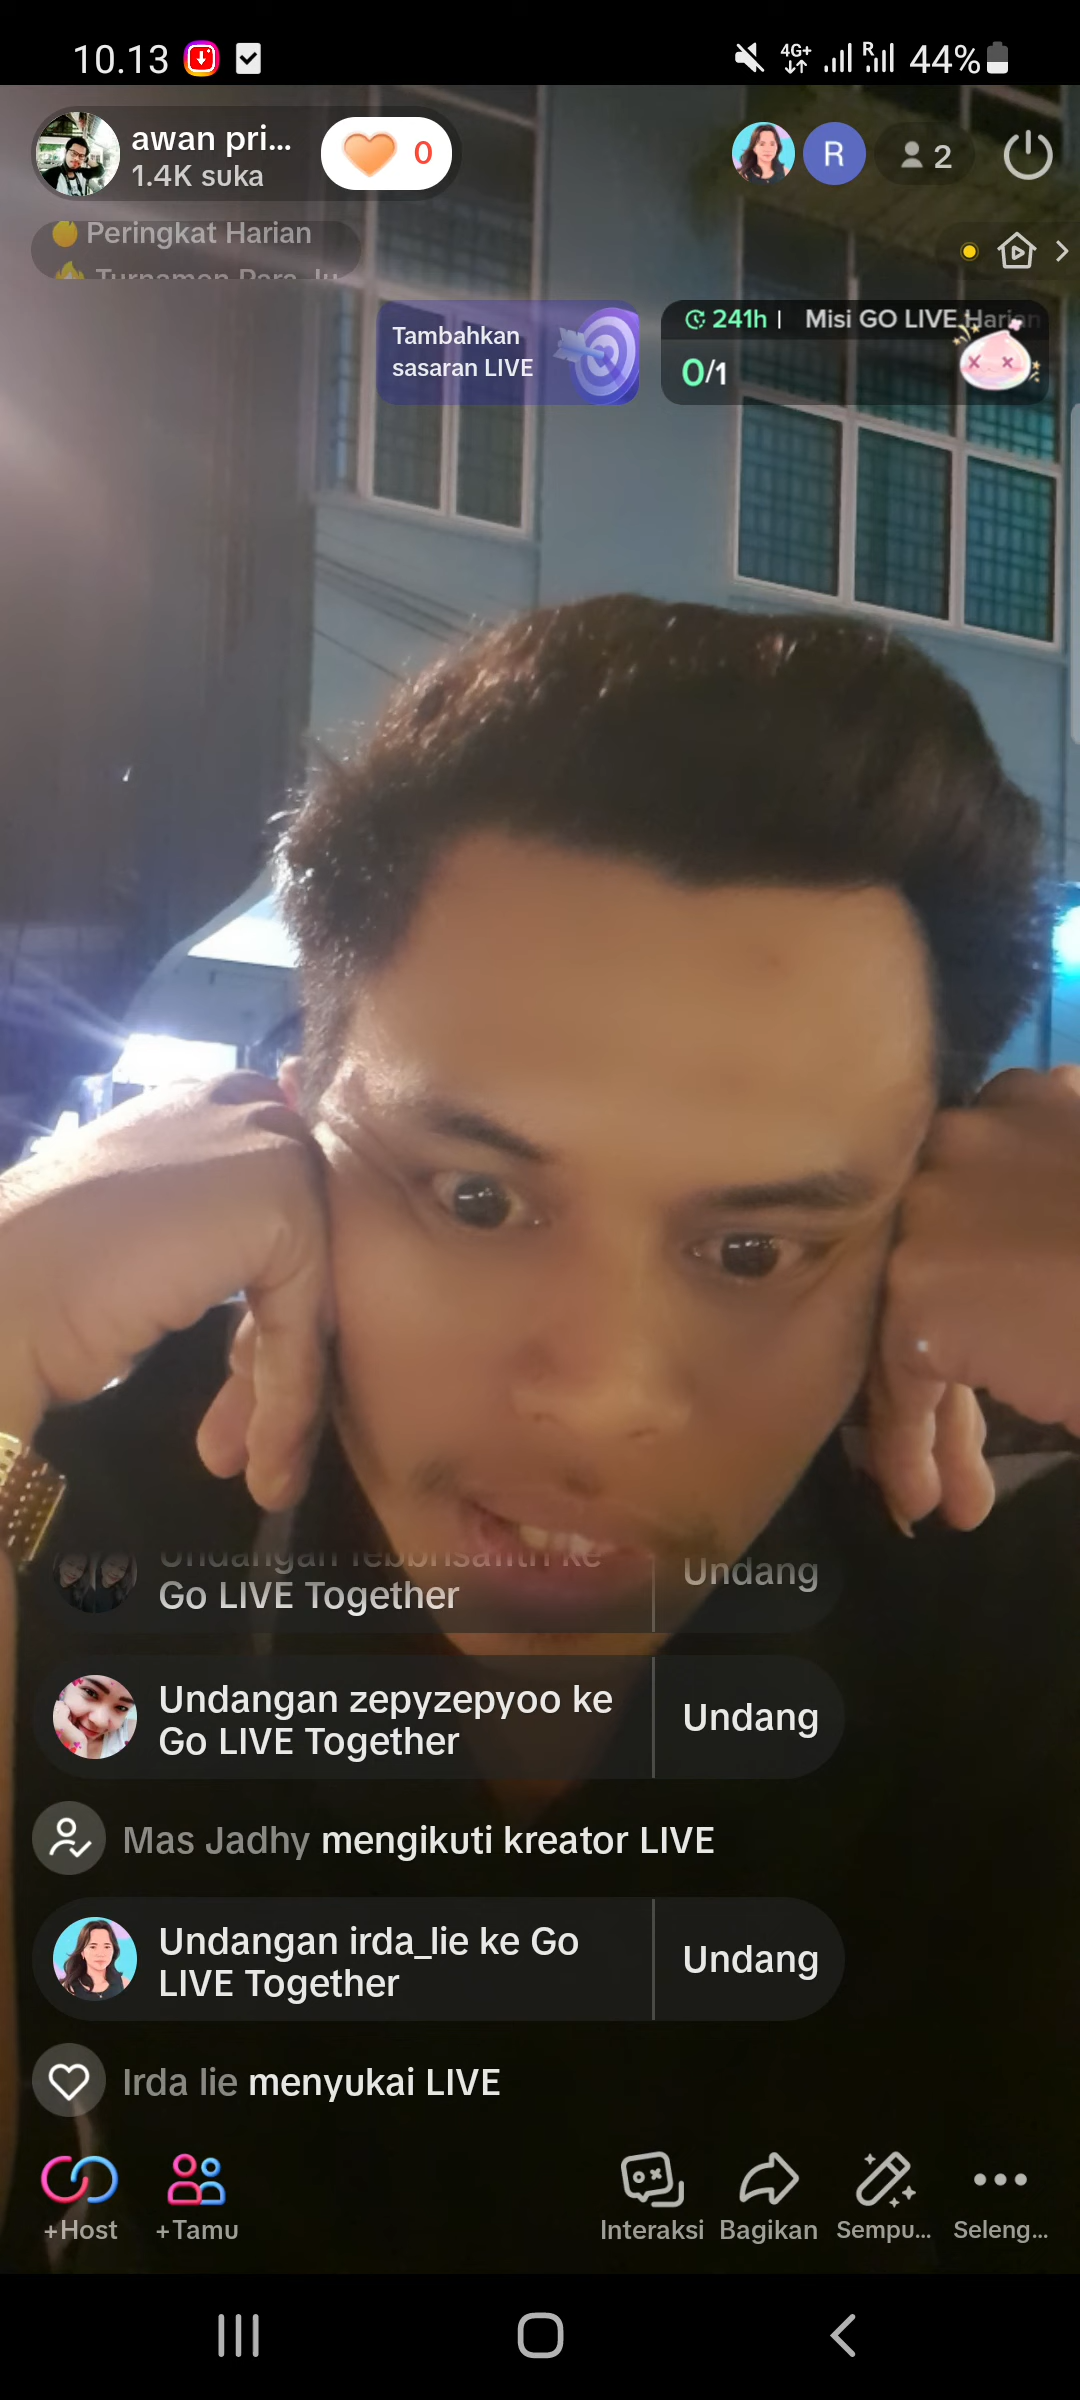 10.13
4G+
R
44%
awan pri...
1.4K suka
0
R
2
Peringkat Harian
Tambahkan
sasaran LIVE
241h | Misi GO LIVE Harian
0/1
Go LIVE Together
Undang
Undangan zepyzepyoo ke
Go LIVE Together
Undang
Mas Jadhy mengikuti kreator LIVE
Undangan irda_lie ke Go
LIVE Together
Undang
Irda lie menyukai LIVE
+Host
+Tamu
Interaksi
Bagikan
Sempu...
Seleng...